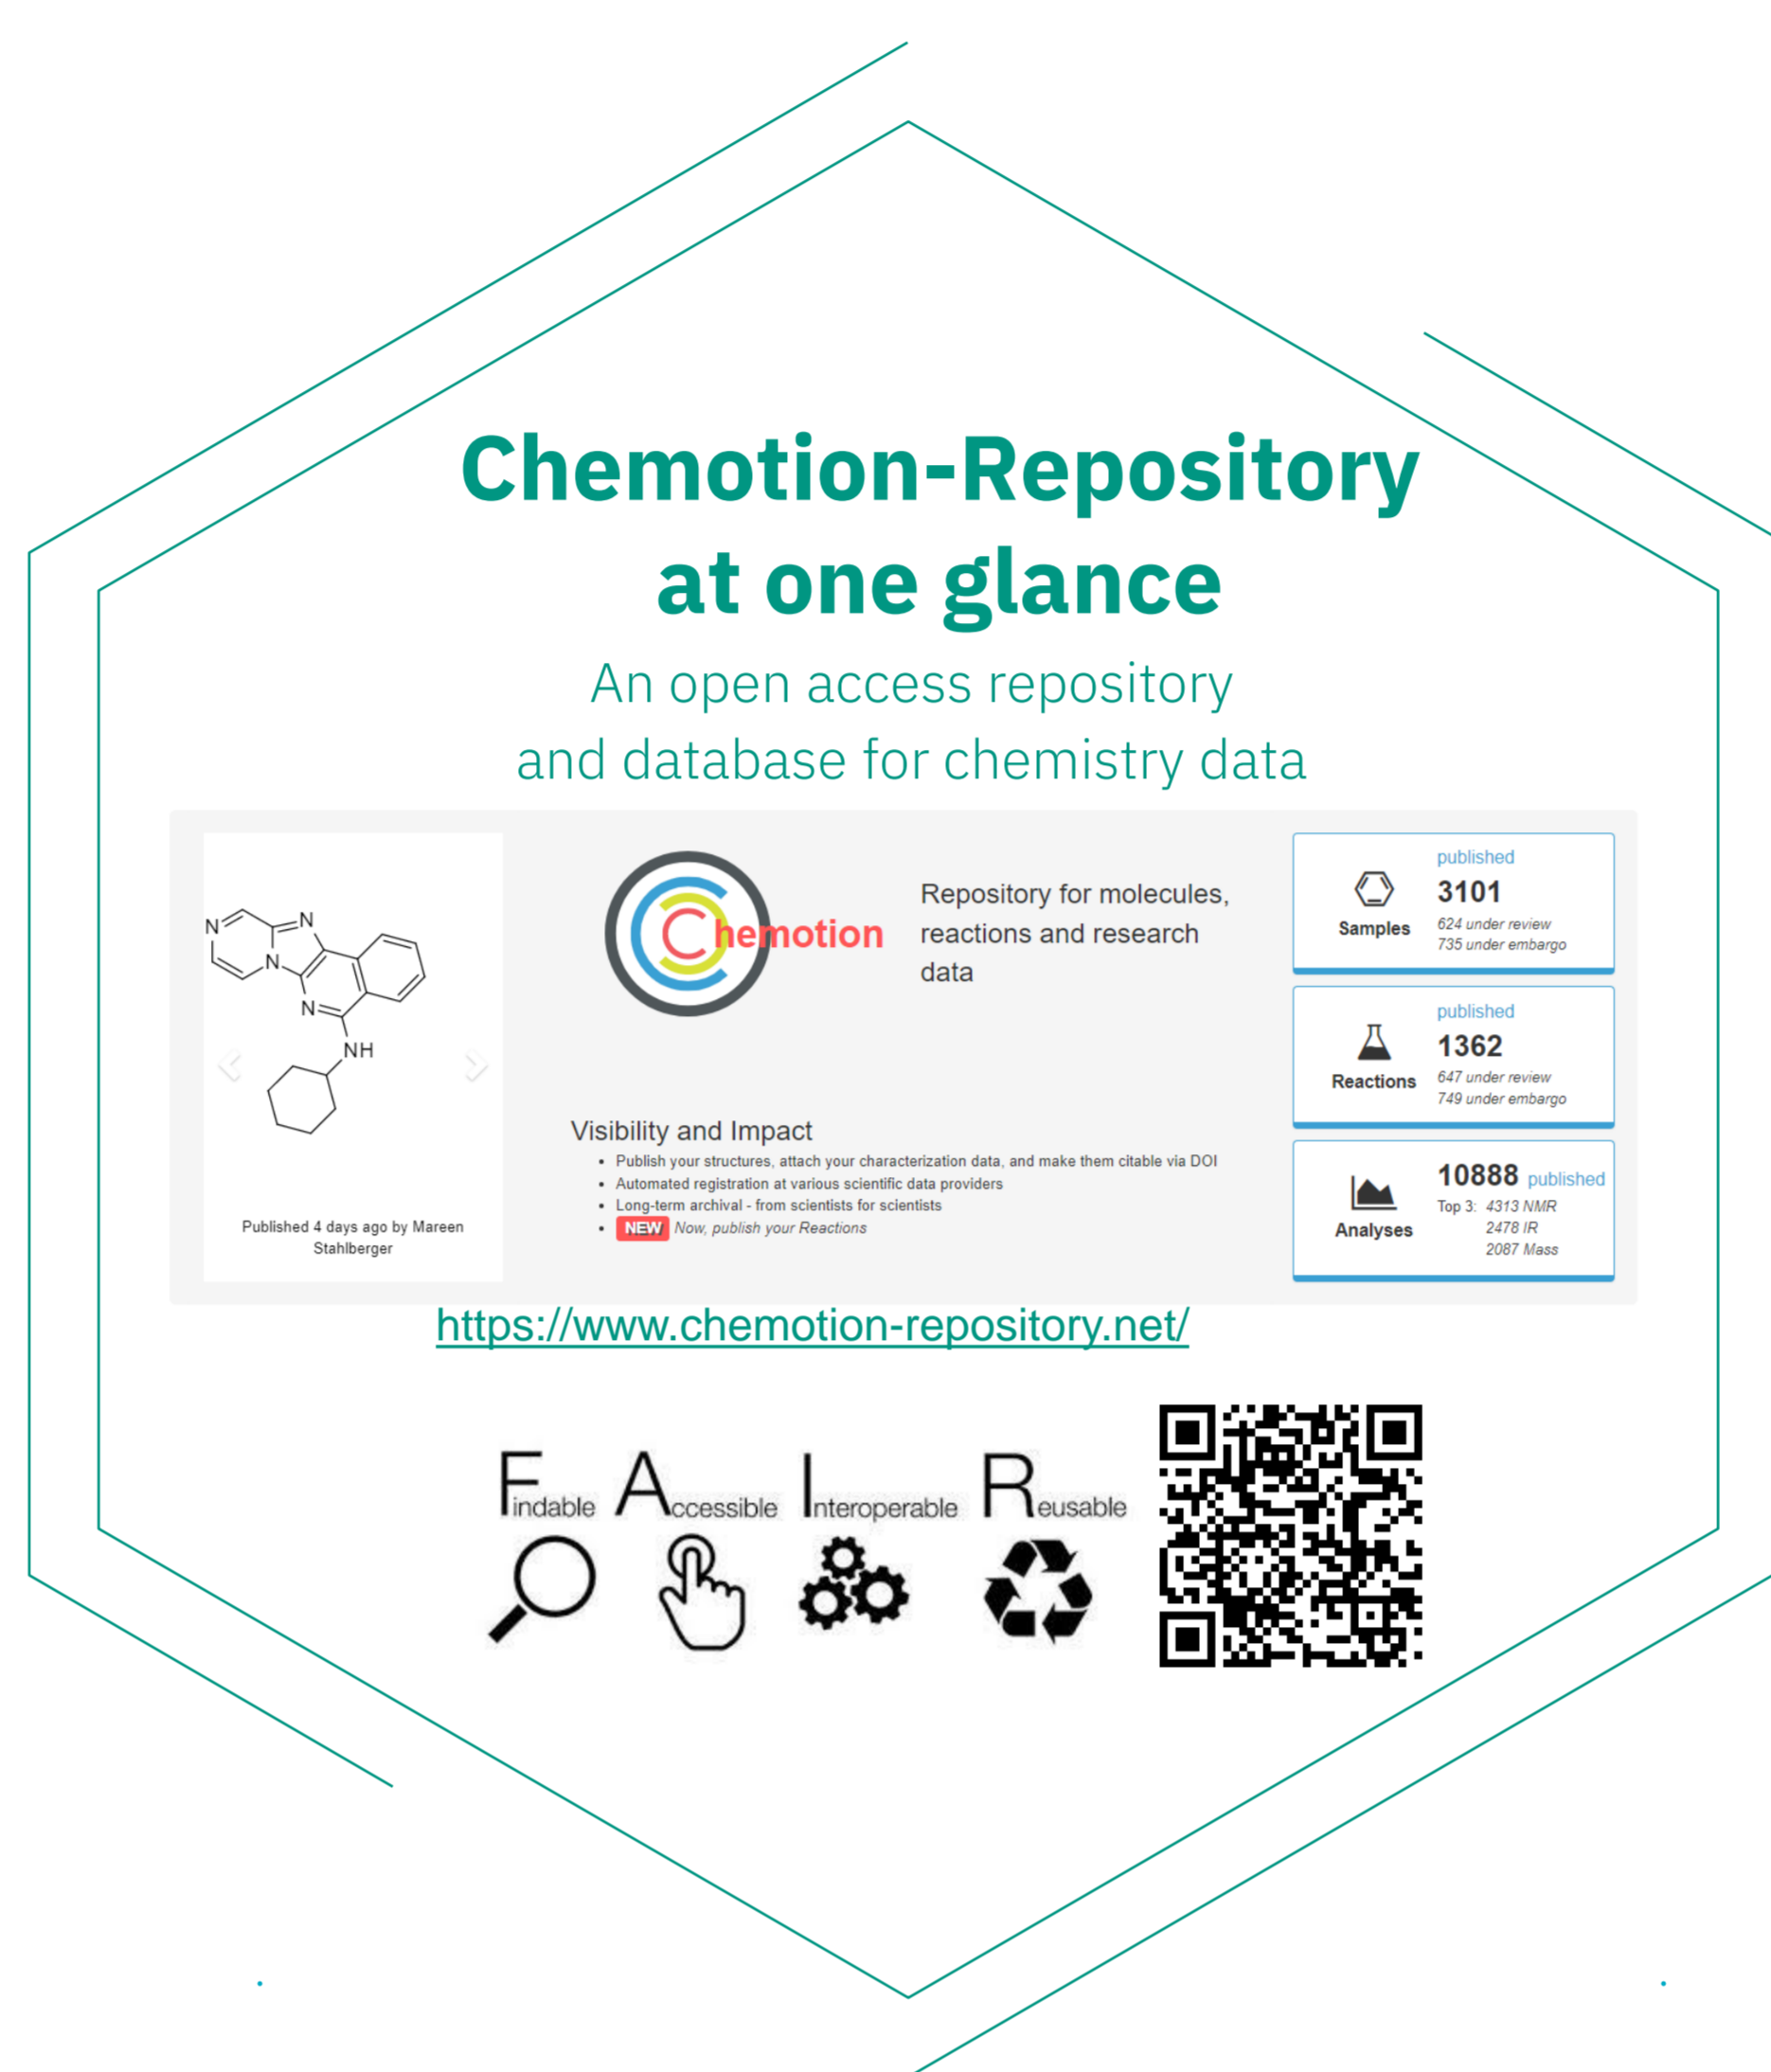 Chemotion-Repository
at one glance
An open access repository
and database for chemistry data
N
N
N
N
NH
Published 4 days ago by Mareen
Stahlberger
Chemotion
Repository for molecules,
reactions and research
data
Visibility and Impact
• Publish your structures, attach your characterization data, and make them citable via DOI
• Automated registration at various scientific data providers
• Long-term archival - from scientists for scientists
• NEW Now, publish your Reactions
Samples
published
3101
624 under review
735 under embargo
Reactions
published
1362
647 under review
749 under embargo
Analyses
10888 published
Top 3: 4313 NMR
2478 IR
2087 Mass
https://www.chemotion-repository.net/
Findable Accessible Interoperable Reusable